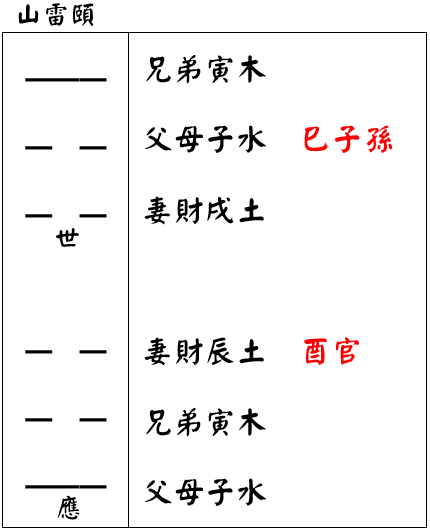 山雷頤
兄弟寅木
父母子水 巳子孫
妻財戌土
世
妻財辰土 酉官
兄弟寅木
父母子水
應